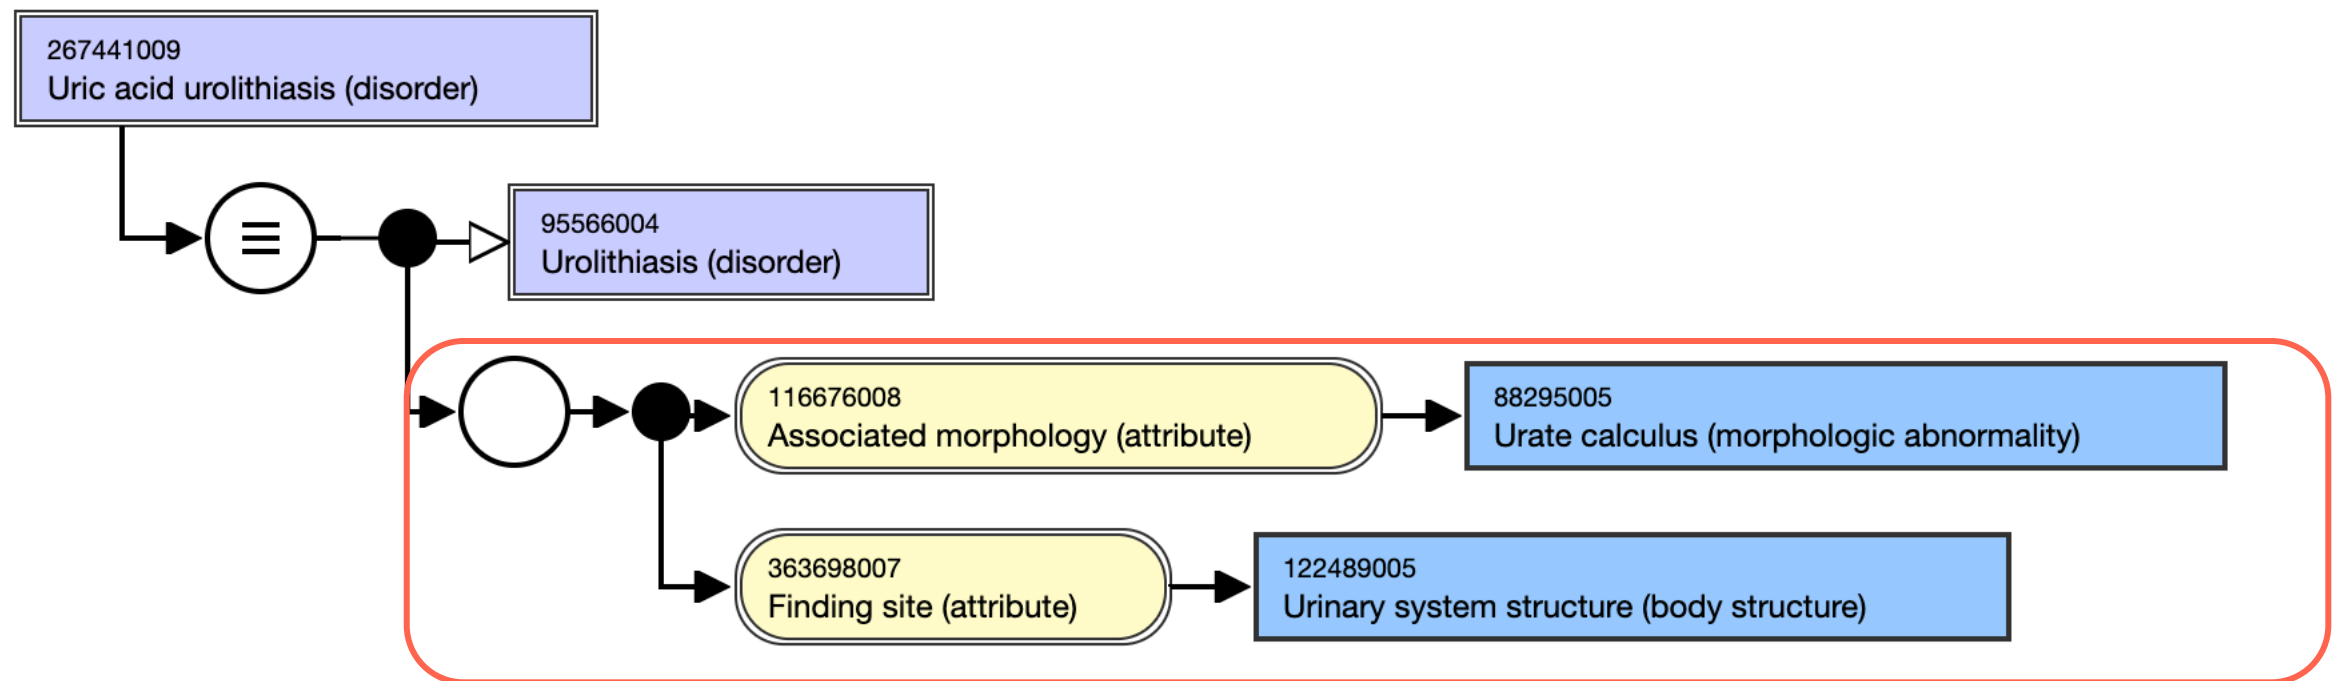 267441009
Uric acid urolithiasis (disorder)
95566004
Urolithiasis (disorder)
116676008
Associated morphology (attribute)
88295005
Urate calculus (morphologic abnormality)
363698007
Finding site (attribute)
122489005
Urinary system structure (body structure)